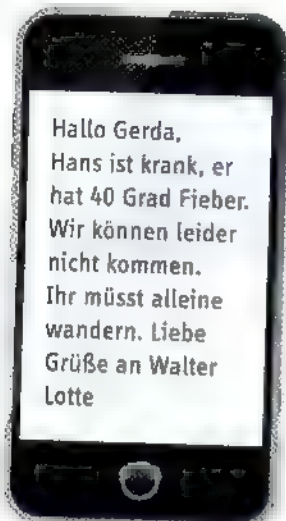 Hallo Gerda,
Hans ist krank, er
hat 40 Grad Fieber.
Wir können leider
nicht kommen.
Ihr müsst alleine
wandern. Liebe
Grüße an Walter
Lotte